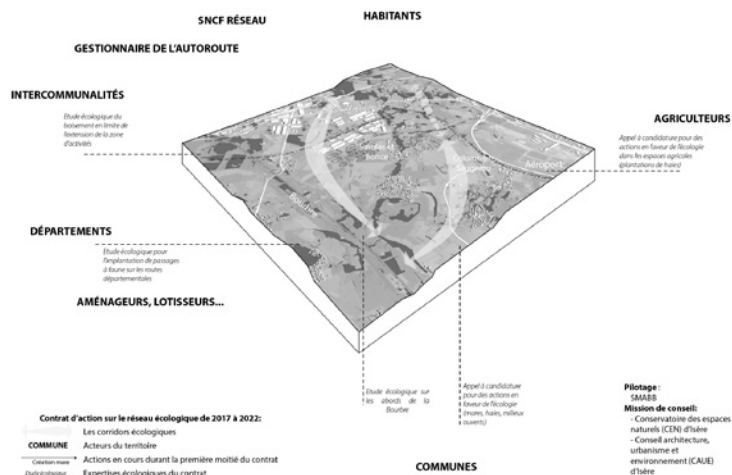 HABITANTS
SNCF RÉSEAU
GESTIONNAIRE DE L'AUTOROUTE
INTERCOMMUNALITÉS
Etude écologique du
boisement en limite de
l'extension de la zone
d'activités
AGRICULTEURS
Appel à candidature pour des
actions en faveur de l'écologie
dans les espaces agricoles
(plantations de haies)
Aéroport
Bourbre
DÉPARTEMENTS
Etude écologique pour
l'implantation de passages
à faune sur les routes
départementales
AMÉNAGEURS, LOTISSEURS...
Etude écologique sur
les abords de la
Bourbre
Appel à candidature
pour des actions en
faveur de l'écologie
(mares, haies, milieux
ouverts)
Contrat d'action sur le réseau écologique de 2017 à 2022:
Les corridors écologiques
COMMUNE Acteurs du territoire
Création mare Actions en cours durant la première moitié du contrat
Expertises écologiques du contrat
COMMUNES
Pilotage :
SMABB
Mission de conseil:
- Conservatoire des espaces
naturels (CEN) d'Isère
- Conseil architecture,
urbanisme et
environnement (CAUE)
d'Isère